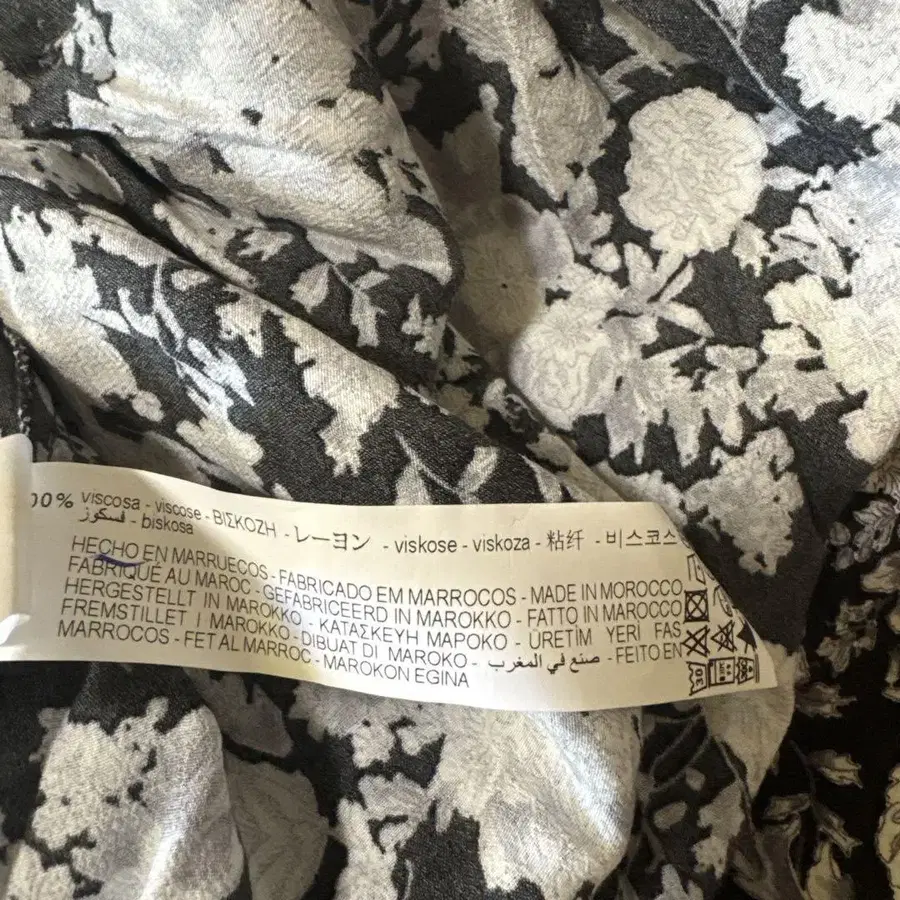 00% viscosa - viscose - ΒΙΣΚΟΖΗ - レーヨン - viskose - viskoza - 粘纤 - 비스코스
فسكوز - biskosa
HECHO EN MARRUECOS - FABRICADO EM MARROCOS - MADE IN MOROCCO
FABRIQUÉ AU MAROC - GEFABRICEERD IN MAROKKO - FATTO IN MAROCCO
HERGESTELLT IN MAROKKO - ΚΑΤΑΣΚΕΥΗ ΜΑΡΟΚΟ - ÜRETİM YERİ FAS
FREMSTILLET I MAROKKO - DIBUAT DI MAROKO - صنع في المغرب - FEITO EN
MARROCOS - FET AL MARROC - MAROKON EGINA
30